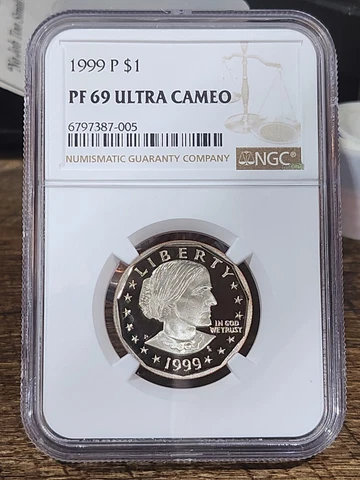 1999 P $1
PF 69 ULTRA CAMEO
6797387-005
NUMISMATIC GUARANTY COMPANY
NGC®
LIBERTY
IN GOD
WE TRUST
P
1999